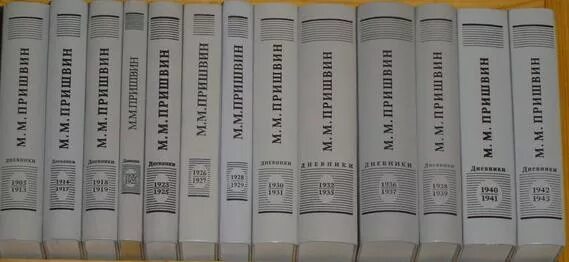 М. М. ПРИШВИН
ДНЕВНИКИ
1905
1913
М. М. ПРИШВИН
Дневники
1914
1917
М. М. ПРИШВИН
Дневники
1918
1919
М.М.ПРИШВИН
Дневники
М. М. ПРИШВИН
Дневники
1923
1925
М.М.ПРИШВИН
1926
1927
М.М.ПРИШВИН
1928
1929
М. М. ПРИШВИН
ДНЕВНИКИ
1930
1931
М. М. ПРИШВИН
ДНЕВНИКИ
1932
1935
М. М. ПРИШВИН
ДНЕВНИКИ
1936
1937
М. М. ПРИШВИН
ДНЕВНИКИ
1938
1939
М. М. ПРИШВИН
1940
1941
М. М. ПРИШВИН
1942
1943